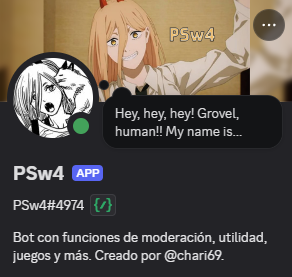 PSw4
Hey, hey, hey! Grovel,
human!! My name is...
PSw4 APP
PSw4#4974 {/}
Bot con funciones de moderación, utilidad,
juegos y más. Creado por @chari69.